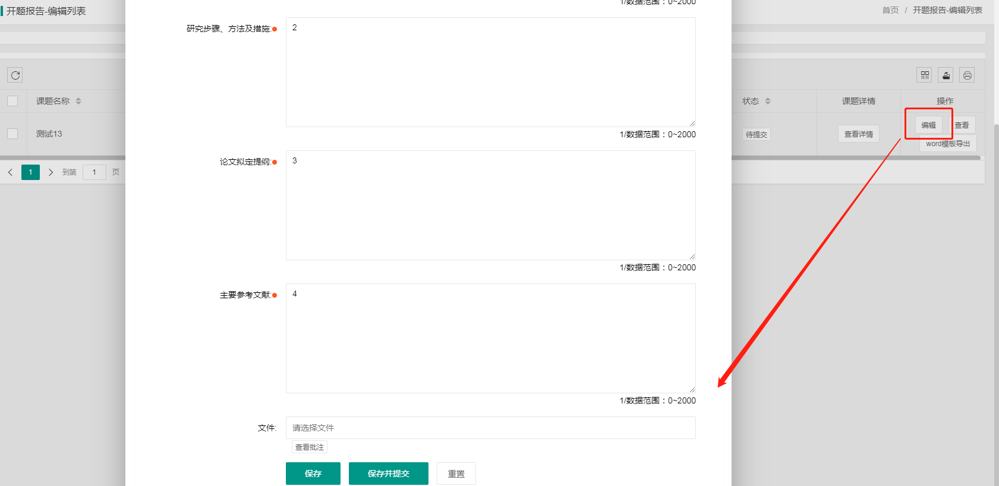 开题报告-编辑列表
首页 / 开题报告-编辑列表
1/数据范围：0~2000
研究步骤、方法及措施:
2
1/数据范围：0~2000
课题名称
状态
课题详情
操作
测试13
待提交
查看详情
编辑
查看
word模板导出
1
到第
1
页
论文拟定提纲:
3
1/数据范围：0~2000
主要参考文献:
4
1/数据范围：0~2000
文件:
请选择文件
查看批注
保存
保存并提交
重置